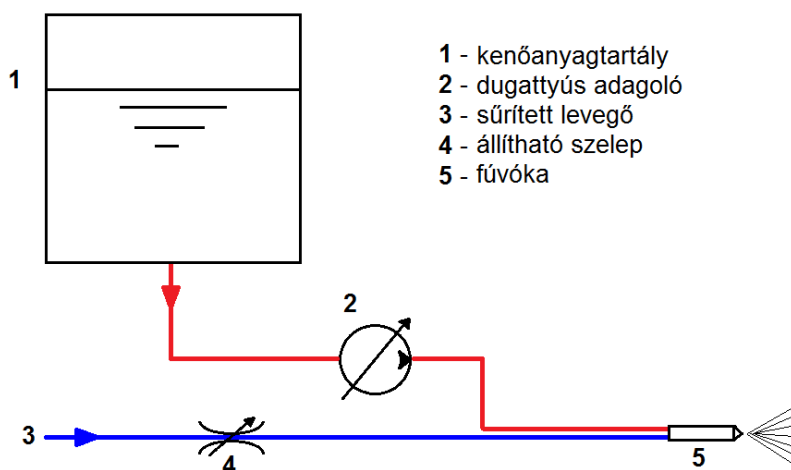 1
1 - kenőanyagtartály
2 - dugattyús adagoló
3 - sűrített levegő
4 - állítható szelep
5 - fúvóka
2
3
4
5